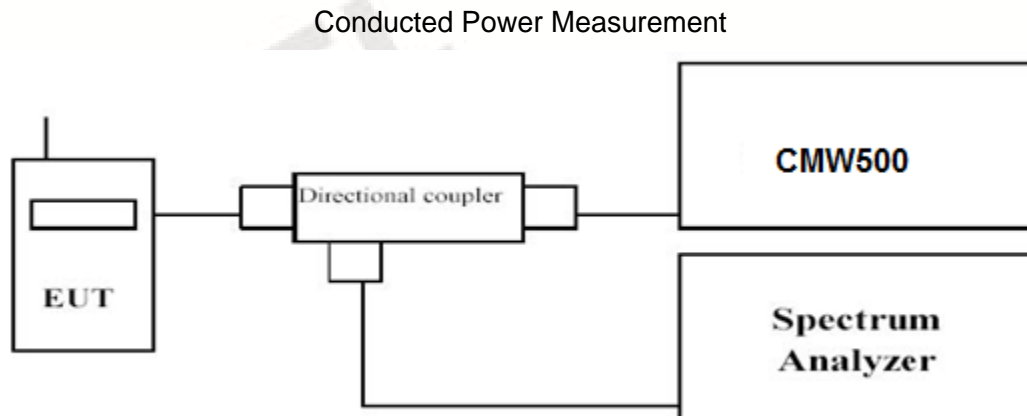 Conducted Power Measurement
Directional coupler
CMW500
EUT
Spectrum
Analyzer